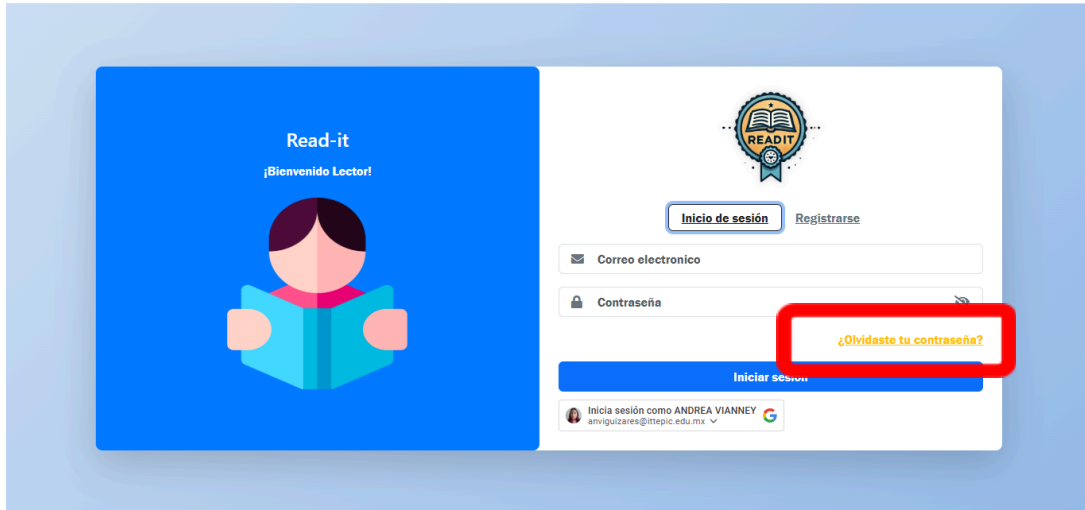 Read-it
¡Bienvenido Lector!
READIT
Inicio de sesión
Registrarse
Correo electronico
Contraseña
¿Olvidaste tu contraseña?
Iniciar sesión
Inicia sesión como ANDREA VIANNEY
anviguizares@ittepic.edu.mx